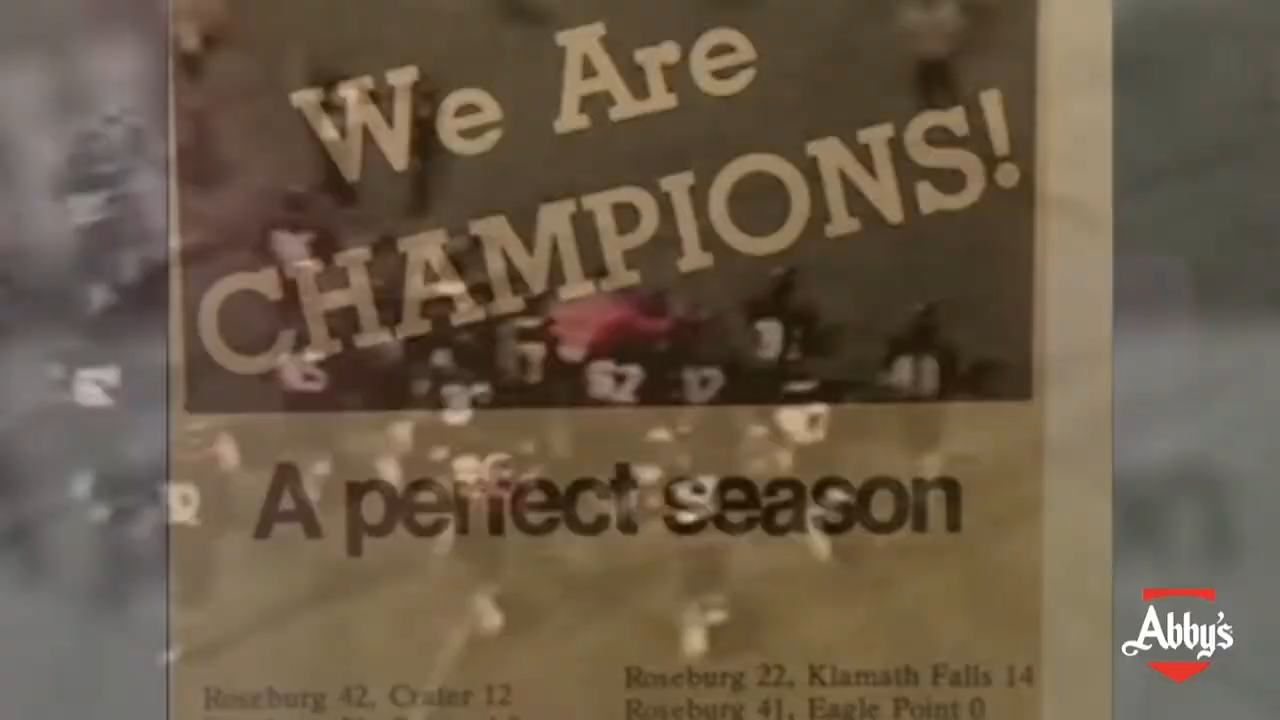 We Are
CHAMPIONS!
A perfect season
Roseburg 42, Crater 12
Roseburg 22, Klamath Falls 14
Roseburg 41, Eagle Point 0
Abby's